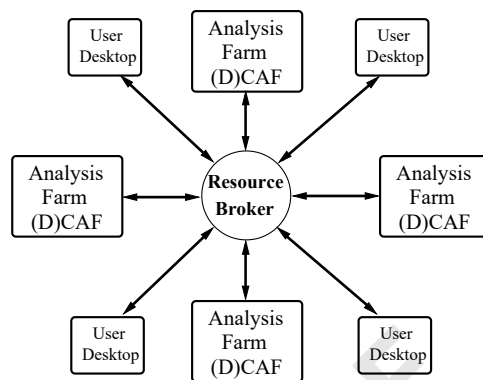 User
Desktop
Analysis
Farm
(D)CAF
User
Desktop
Analysis
Farm
(D)CAF
Resource
Broker
Analysis
Farm
(D)CAF
User
Desktop
Analysis
Farm
(D)CAF
User
Desktop